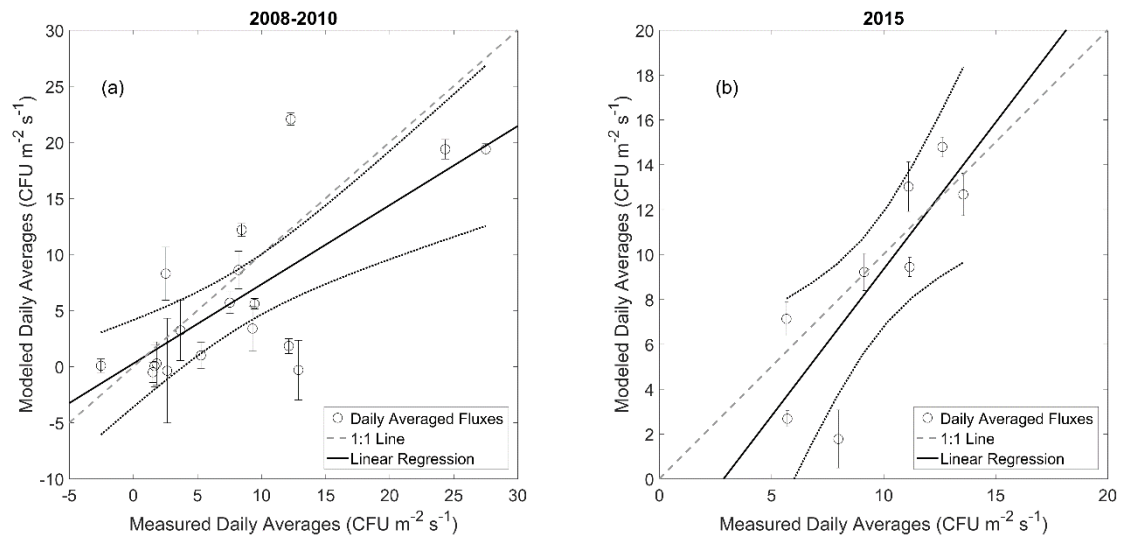 2008-2010
(a)
Modeled Daily Averages (CFU m-2 s-1)
30
25
20
15
10
5
0
-5
-10
-5
0
5
10
15
20
25
30
Measured Daily Averages (CFU m-2 s-1)
Daily Averaged Fluxes
1:1 Line
Linear Regression
2015
(b)
Modeled Daily Averages (CFU m-2 s-1)
20
18
16
14
12
10
8
6
4
2
0
0
5
10
15
20
Measured Daily Averages (CFU m-2 s-1)
Daily Averaged Fluxes
1:1 Line
Linear Regression